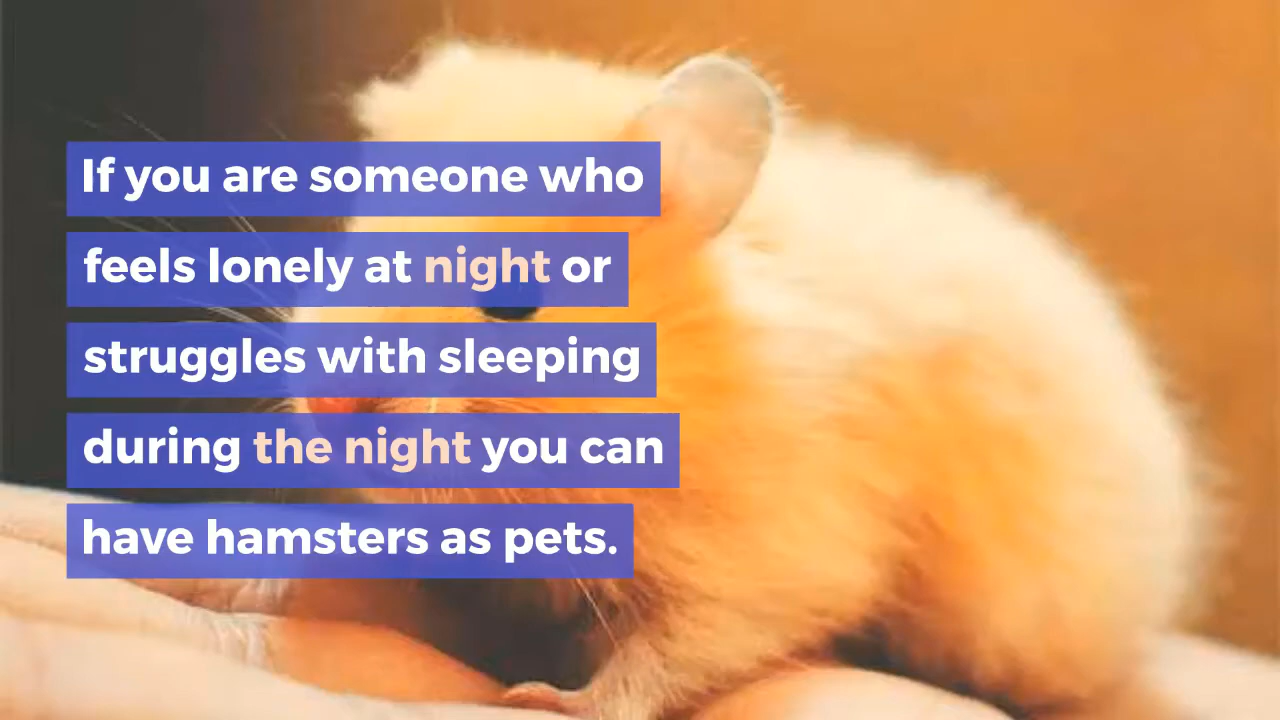 If you are someone who
feels lonely at night or
struggles with sleeping
during the night you can
have hamsters as pets.